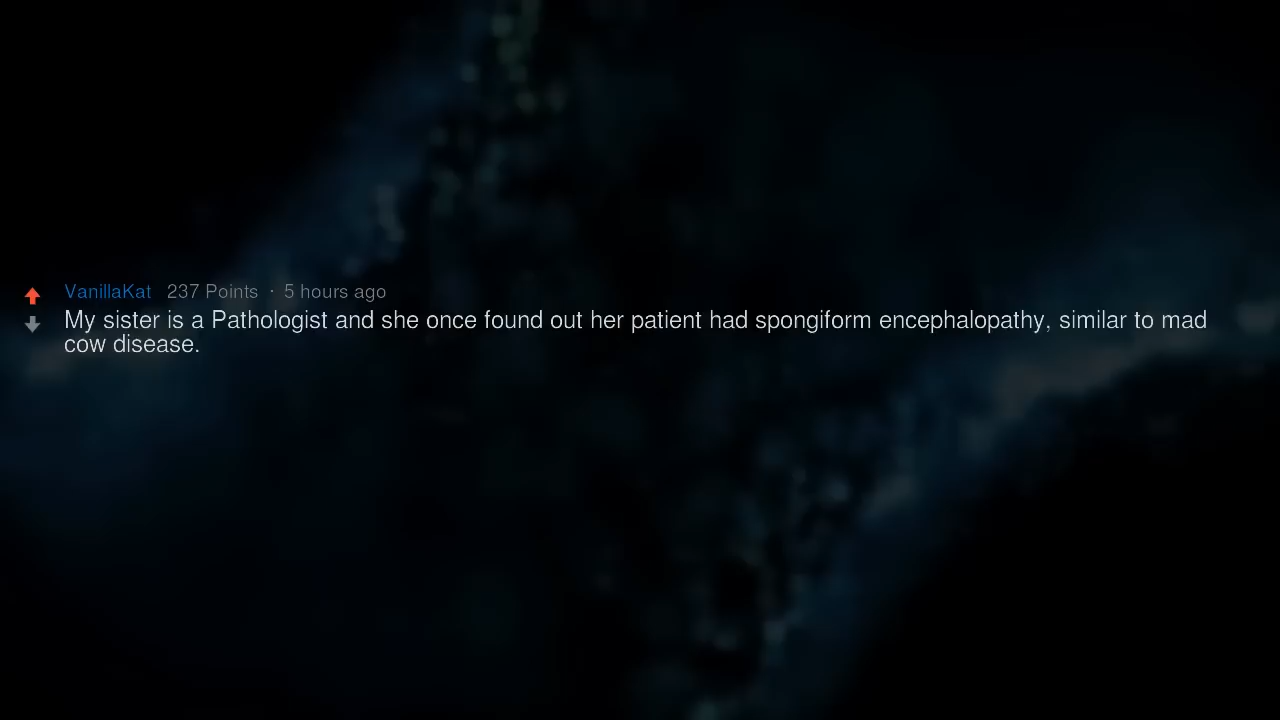 VanillaKat 237 Points · 5 hours ago
My sister is a Pathologist and she once found out her patient had spongiform encephalopathy, similar to mad
cow disease.